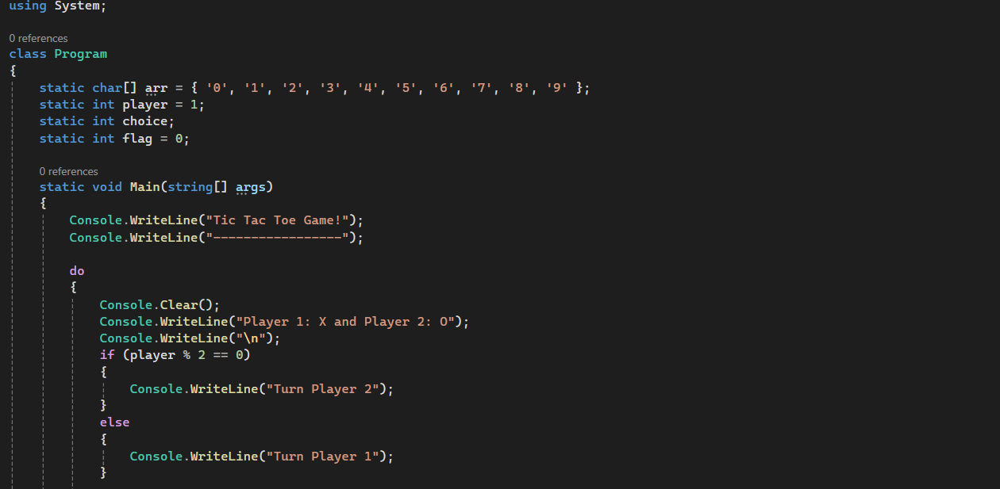 using System;
0 references
class Program
{
static char[] arr = { '0', '1', '2', '3', '4', '5', '6', '7', '8', '9' };
static int player = 1;
static int choice;
static int flag = 0;
0 references
static void Main(string[] args)
{
Console.WriteLine("Tic Tac Toe Game!");
Console.WriteLine("-----------------");
do
{
Console.Clear();
Console.WriteLine("Player 1: X and Player 2: O");
Console.WriteLine("\n");
if (player % 2 == 0)
{
Console.WriteLine("Turn Player 2");
}
else
{
Console.WriteLine("Turn Player 1");
}